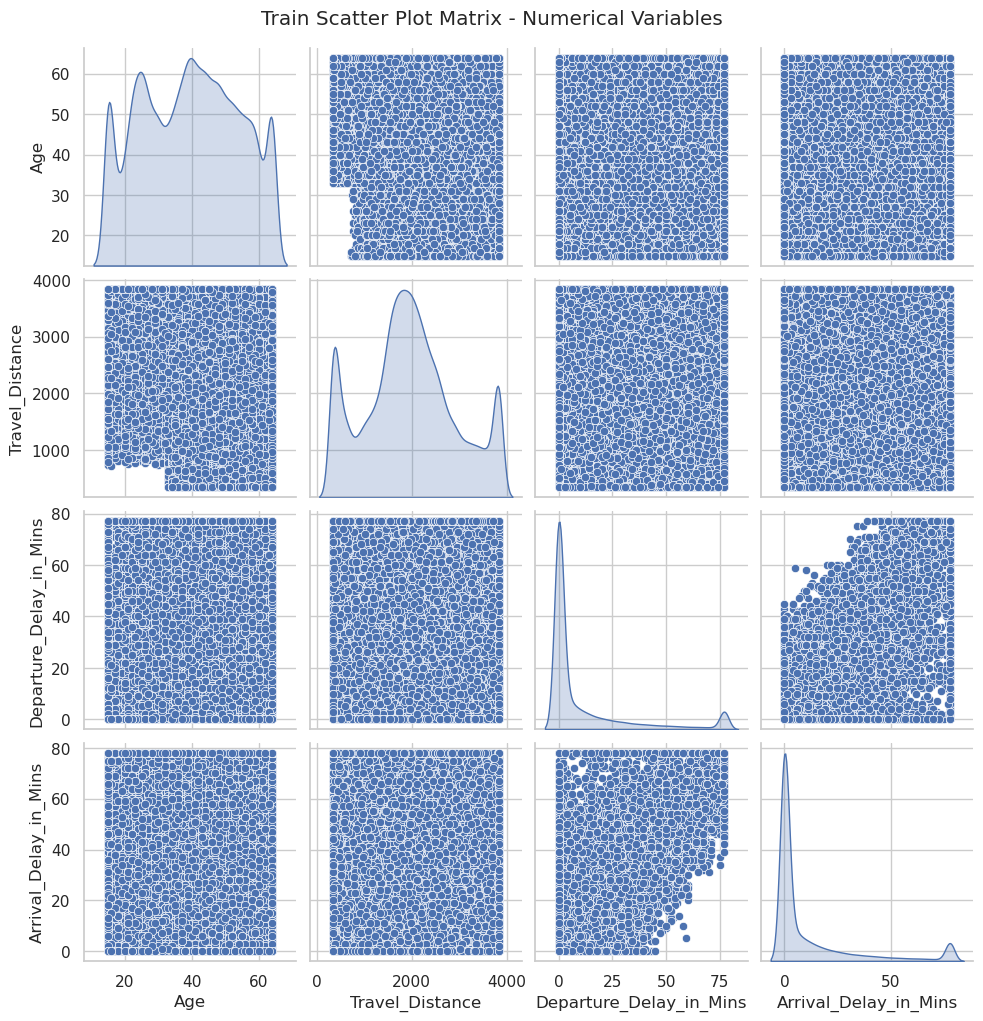 Train Scatter Plot Matrix - Numerical Variables
Age
60
50
40
30
20
Travel_Distance
4000
3000
2000
1000
Departure_Delay_in_Mins
80
60
40
20
0
Arrival_Delay_in_Mins
80
60
40
20
0
20 40 60
0 2000 4000
0 25 50 75
0 50
Age
Travel_Distance
Departure_Delay_in_Mins
Arrival_Delay_in_Mins